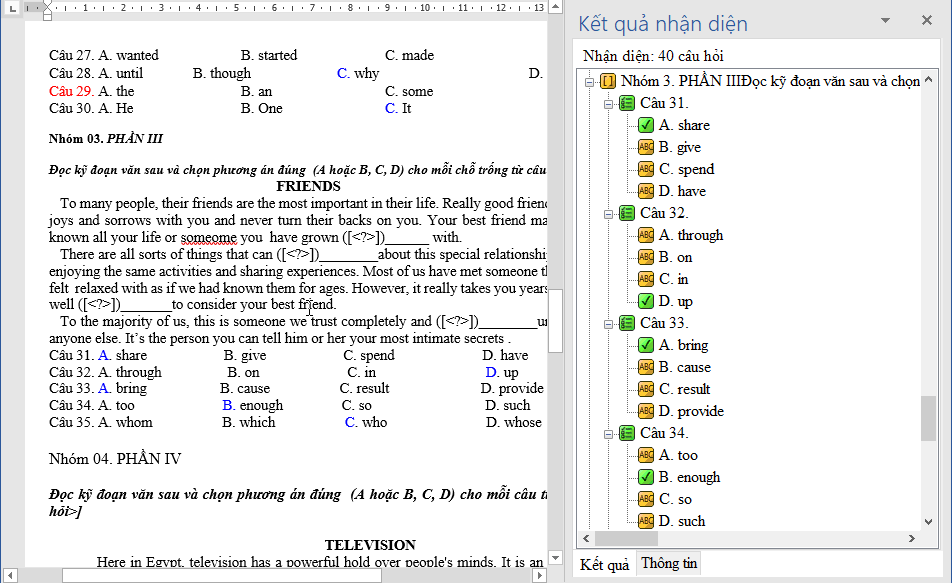 1 2 3 4 5 6 7 8 9 10 11 12 13
Câu 27. A. wanted B. started C. made
Câu 28. A. until B. though C. why D.
Câu 29. A. the B. an C. some
Câu 30. A. He B. One C. It
Nhóm 03. PHẦN III
Đọc kỹ đoạn văn sau và chọn phương án đúng (A hoặc B, C, D) cho mỗi chỗ trống từ câu
FRIENDS
To many people, their friends are the most important in their life. Really good friend
joys and sorrows with you and never turn their backs on you. Your best friend ma
known all your life or someome you have grown ([<?>])______ with.
There are all sorts of things that can ([<?>])________about this special relationshi
enjoying the same activities and sharing experiences. Most of us have met someone th
felt relaxed with as if we had known them for ages. However, it really takes you years
well ([<?>])_______to consider your best friend.
To the majority of us, this is someone we trust completely and ([<?>])________u
anyone else. It's the person you can tell him or her your most intimate secrets .
Câu 31. A. share B. give C. spend D. have
Câu 32. A. through B. on C. in D. up
Câu 33. A. bring B. cause C. result D. provide
Câu 34. A. too B. enough C. so D. such
Câu 35. A. whom B. which C. who D. whose
Nhóm 04. PHẦN IV
Đọc kỹ đoạn văn sau và chọn phương án đúng (A hoặc B, C, D) cho mỗi câu t
hỏi>]
TELEVISION
Here in Egypt, television has a powerful hold over people's minds. It is an
Kết quả nhận diện
Nhận diện: 40 câu hỏi
Nhóm 3. PHẦN IIIĐọc kỹ đoạn văn sau và chọn
Câu 31.
A. share
ABC B. give
ABC C. spend
ABC D. have
Câu 32.
ABC A. through
ABC B. on
ABC C. in
D. up
Câu 33.
A. bring
ABC B. cause
ABC C. result
ABC D. provide
Câu 34.
ABC A. too
B. enough
ABC C. so
ABC D. such
Kết quả Thông tin